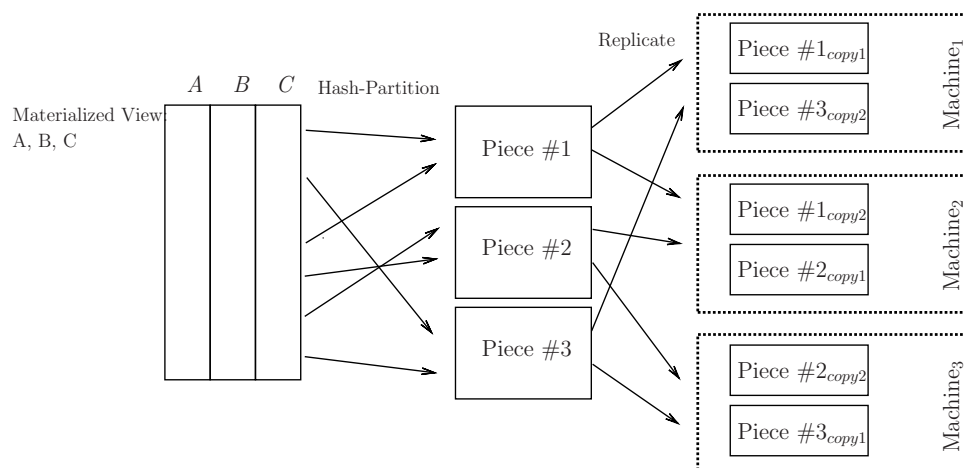 Materialized View:
A, B, C
A B C
Hash-Partition
Piece #1
Piece #2
Piece #3
Replicate
Piece #1copy1
Piece #3copy2
Machine1
Piece #1copy2
Piece #2copy1
Machine2
Piece #2copy2
Piece #3copy1
Machine3